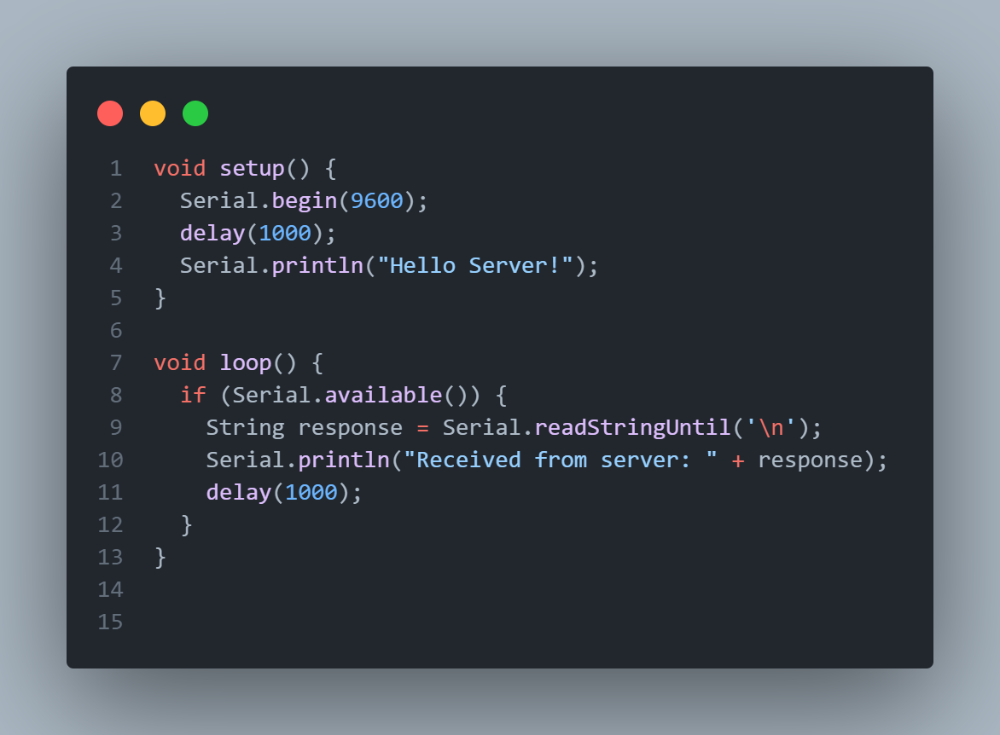 1 void setup() {
2   Serial.begin(9600);
3   delay(1000);
4   Serial.println("Hello Server!");
5 }
6
7 void loop() {
8   if (Serial.available()) {
9     String response = Serial.readStringUntil('\n');
10     Serial.println("Received from server: " + response);
11     delay(1000);
12   }
13 }
14
15